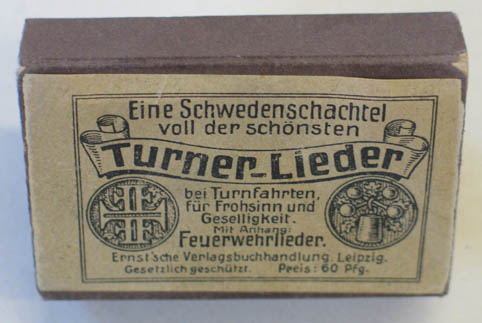 Eine Schwedenschachtel
voll der schönsten
Turner-Lieder
bei Turnfahrten,
für Frohsinn und
Geselligkeit.
Mit Anhang:
Feuerwehrlieder.
Ernst'sche Verlagsbuchhandlung, Leipzig.
Gesetzlich geschützt. Preis: 60 Pfg.